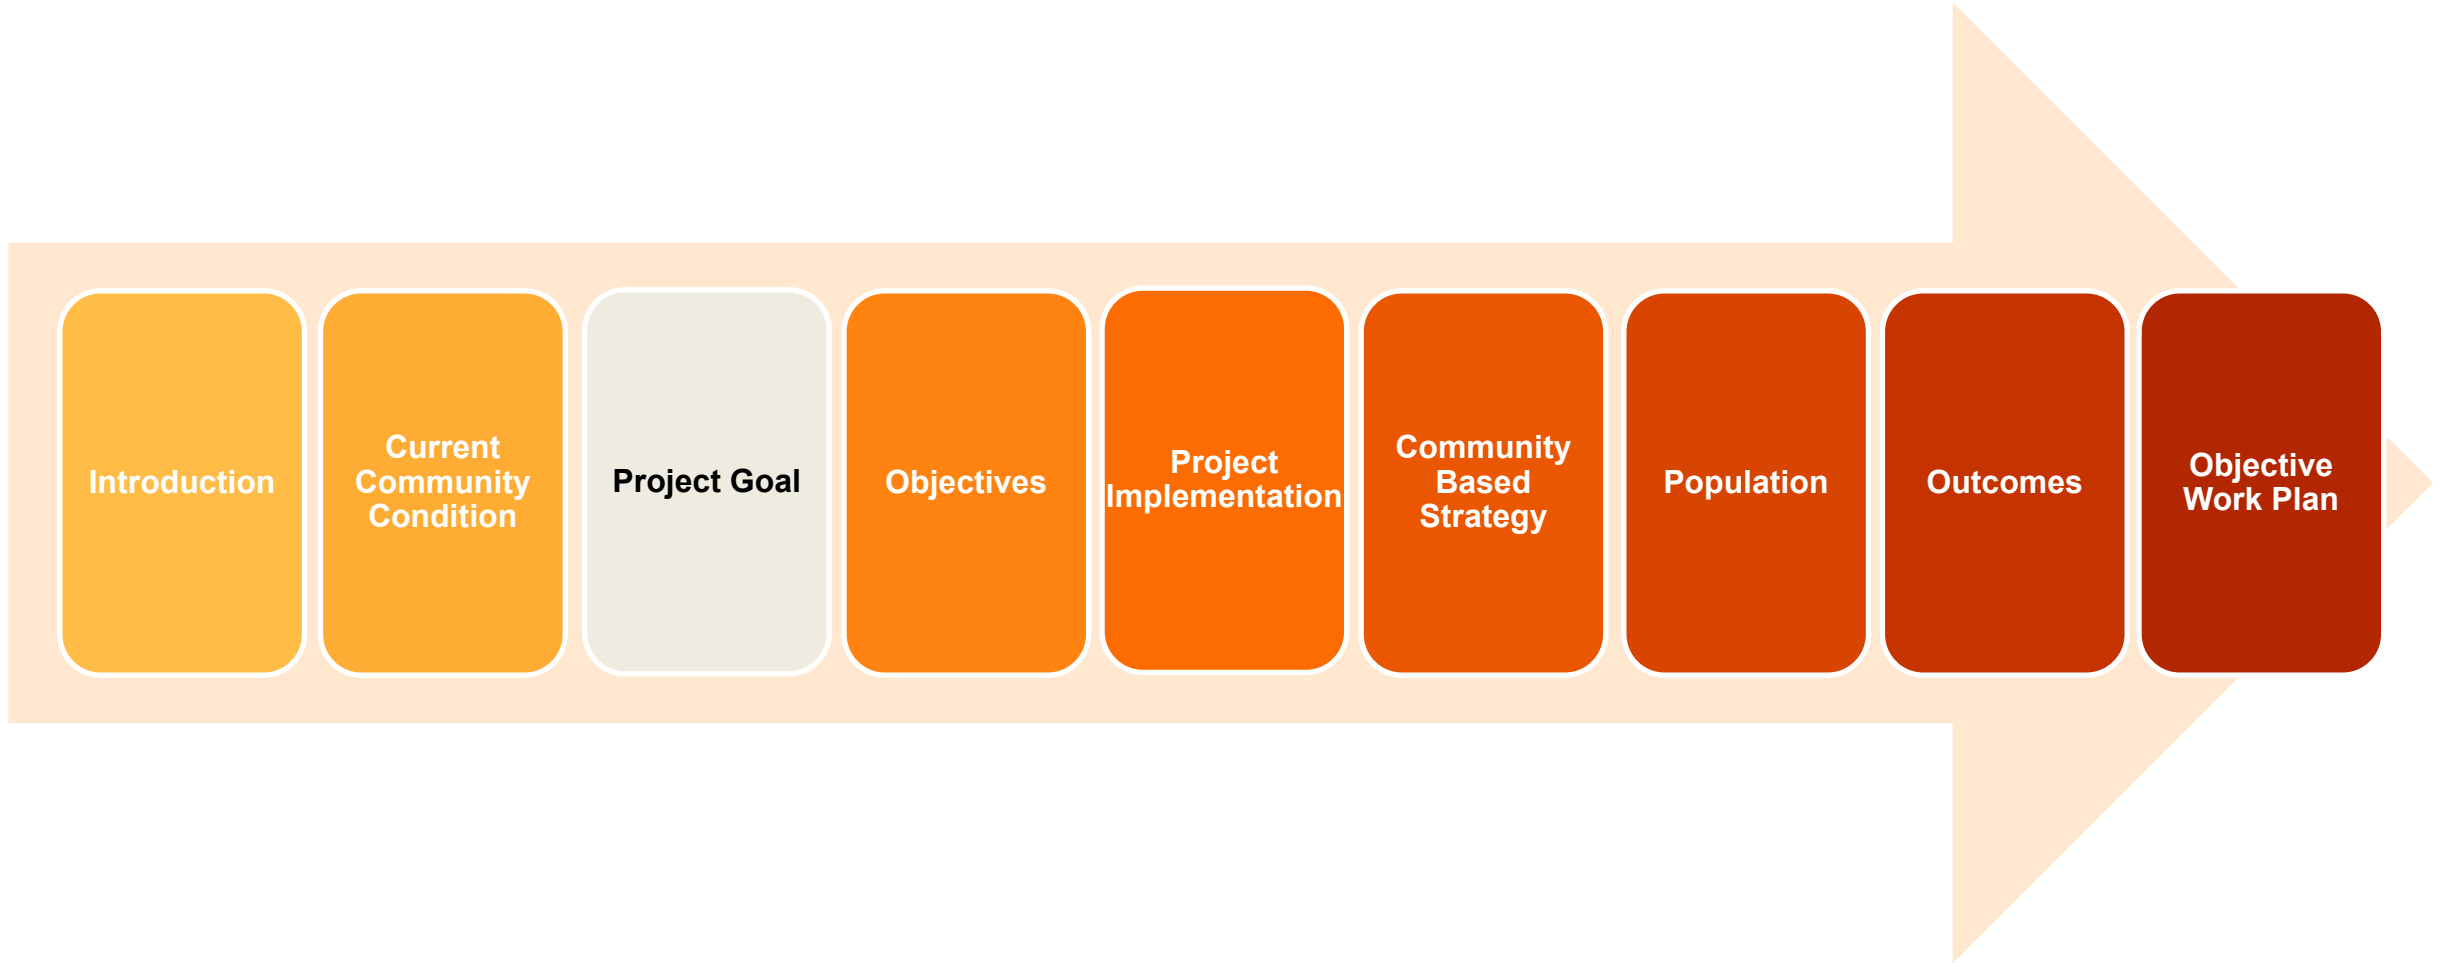 Introduction
Current
Community
Condition
Project Goal
Objectives
Project
Implementation
Community
Based
Strategy
Population
Outcomes
Objective
Work Plan